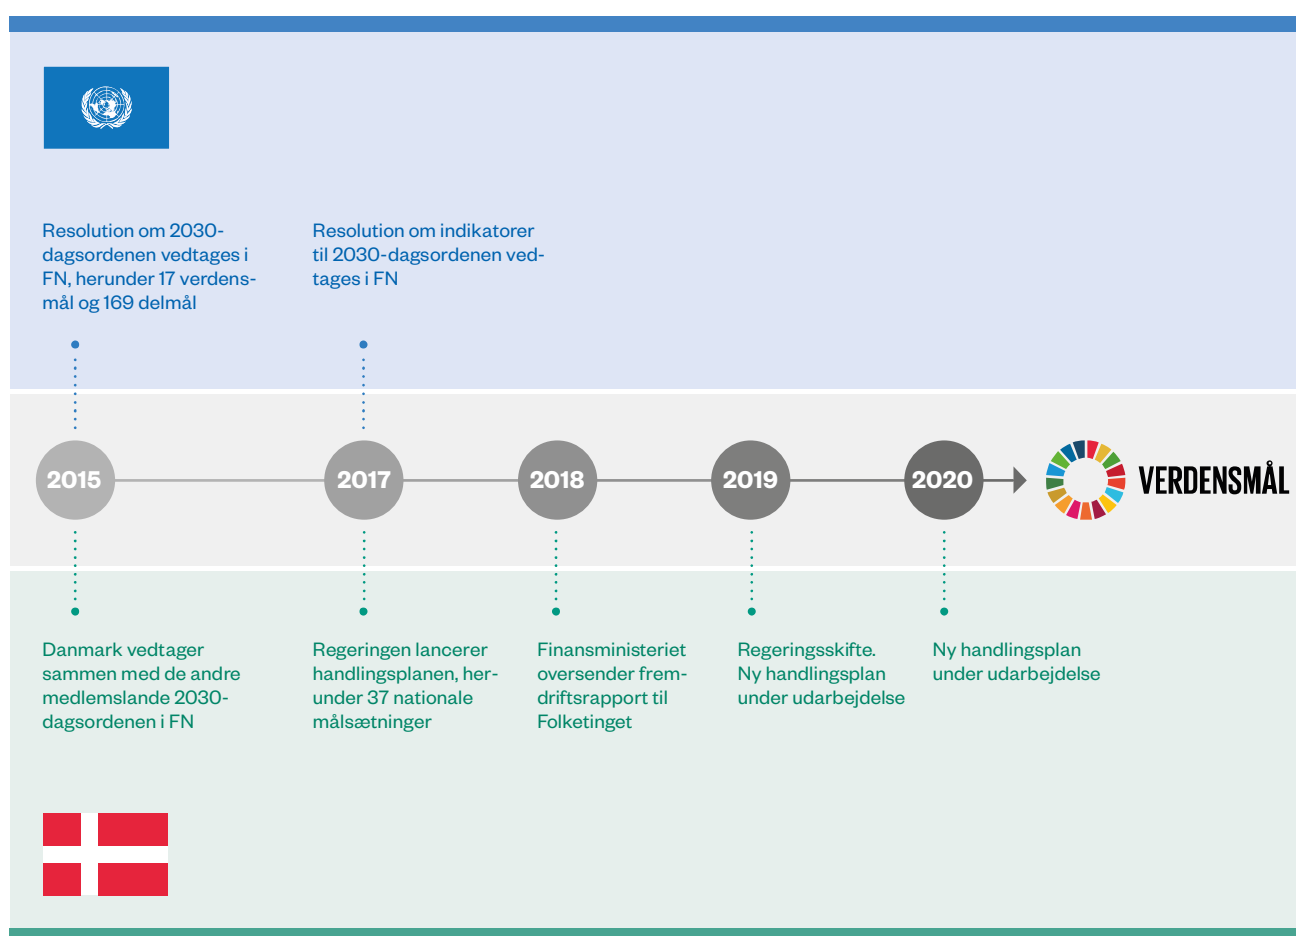 Resolution om 2030-
dagsordenen vedtages i
FN, herunder 17 verdens-
mål og 169 delmål
Resolution om indikatorer
til 2030-dagsordenen ved-
tages i FN
2015
2017
2018
2019
2020
VERDENSMÅL
Danmark vedtager
sammen med de andre
medlemslande 2030-
dagsordenen i FN
Regeringen lancerer
handlingsplanen, her-
under 37 nationale
målsætninger
Finansministeriet
oversender frem-
driftsrapport til
Folketinget
Regeringsskifte.
Ny handlingsplan
under udarbejdelse
Ny handlingsplan
under udarbejdelse